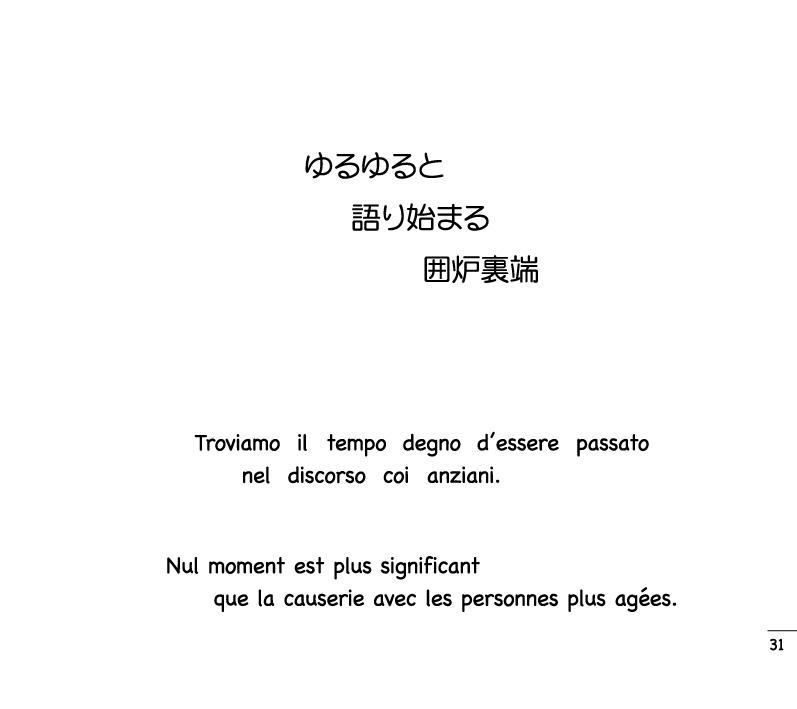 ゆるゆると
語り始まる
囲炉裏端
Troviamo il tempo degno d'essere passato
nel discorso coi anziani.
Nul moment est plus significant
que la causerie avec les personnes plus agées.
31